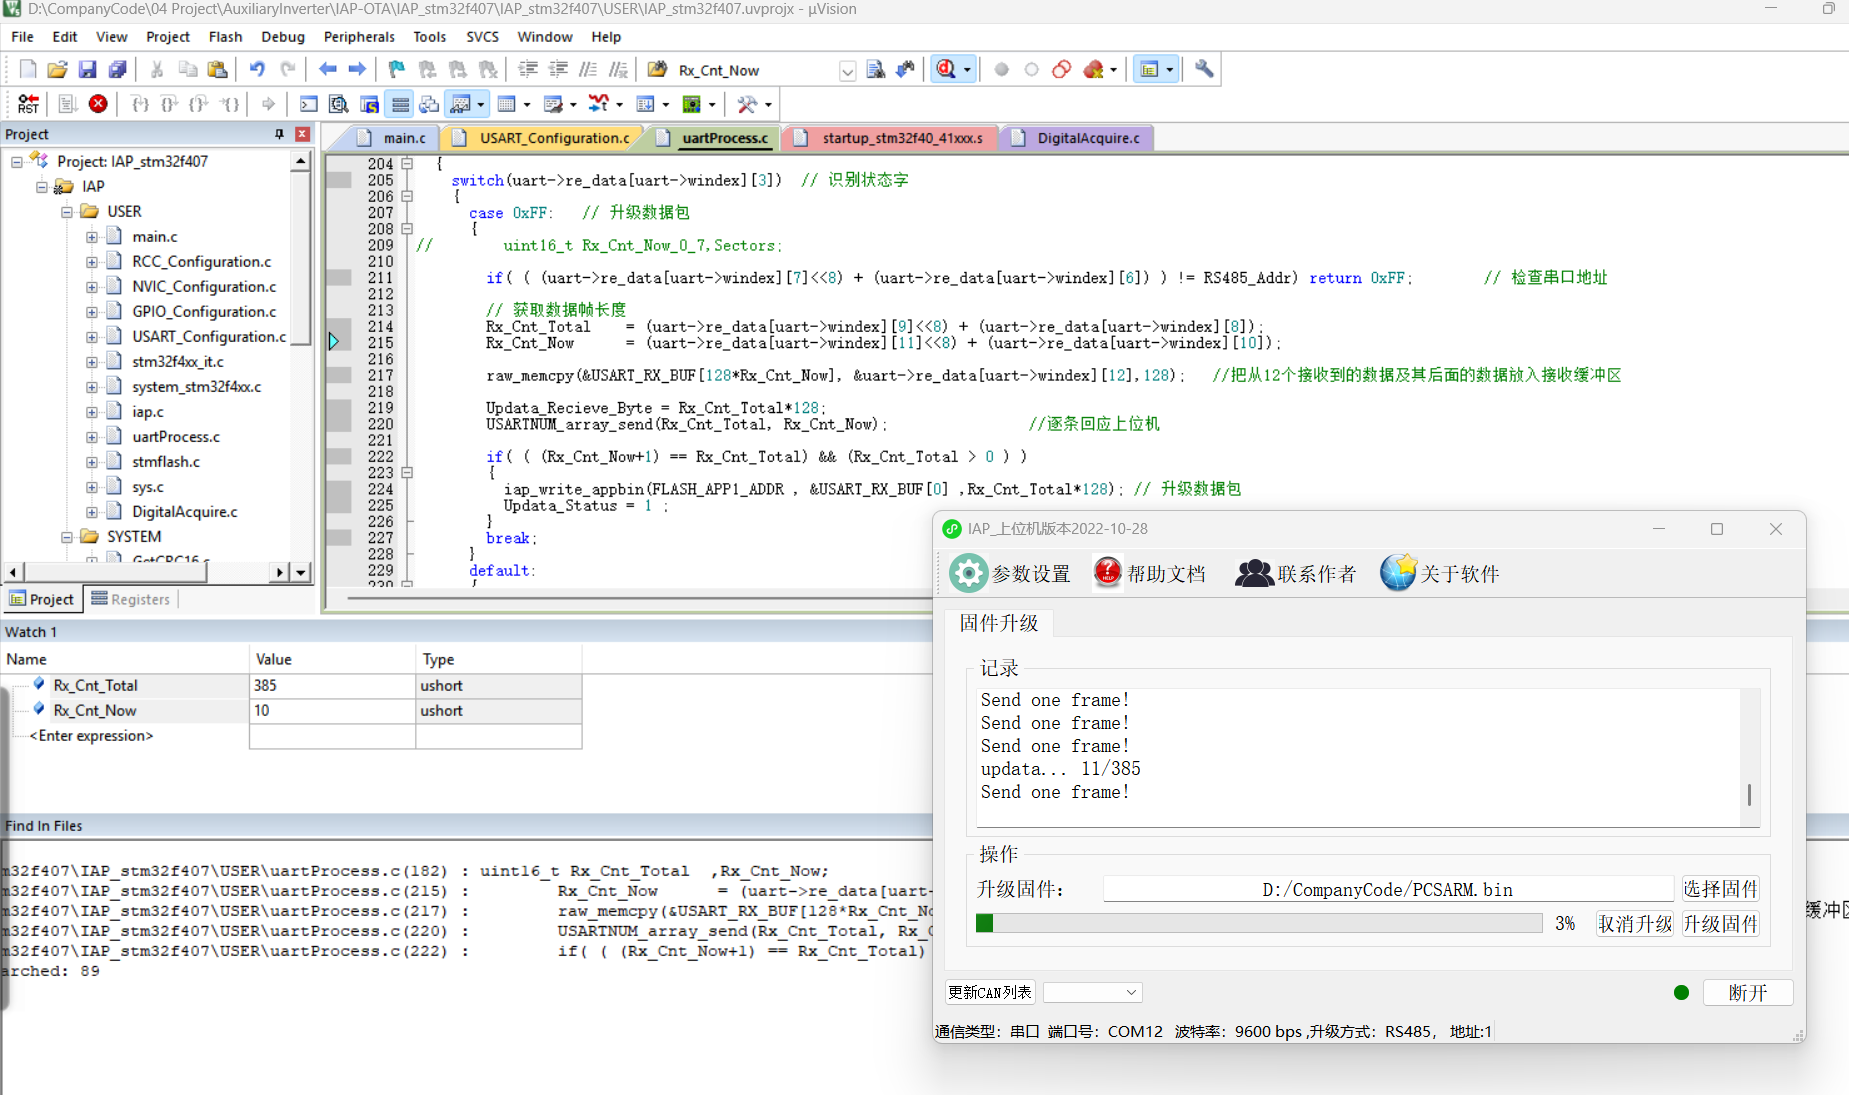 D:\CompanyCode\04 Project\AuxiliaryInverter\IAP-OTA\IAP_stm32f407\IAP_stm32f407\USER\IAP_stm32f407.uvprojx - µVision
File Edit View Project Flash Debug Peripherals Tools SVCS Window Help
Rx_Cnt_Now
RST
Project
main.c USART_Configuration.c uartProcess.c startup_stm32f40_41xxx.s DigitalAcquire.c
Project: IAP_stm32f407
IAP
USER
main.c
RCC_Configuration.c
NVIC_Configuration.c
GPIO_Configuration.c
USART_Configuration.c
stm32f4xx_it.c
system_stm32f4xx.c
iap.c
uartProcess.c
stmflash.c
sys.c
DigitalAcquire.c
SYSTEM
GetCRC16.c
Project Registers
204 {
205 switch(uart->re_data[uart->windex][3]) // 识别状态字
206 {
207 case 0xFF: // 升级数据包
208 {
209 // uint16_t Rx_Cnt_Now_0_7,Sectors;
210
211 if( ( (uart->re_data[uart->windex][7]<<8) + (uart->re_data[uart->windex][6]) ) != RS485_Addr) return 0xFF; // 检查串口地址
212
213 // 获取数据帧长度
214 Rx_Cnt_Total = (uart->re_data[uart->windex][9]<<8) + (uart->re_data[uart->windex][8]);
215 Rx_Cnt_Now = (uart->re_data[uart->windex][11]<<8) + (uart->re_data[uart->windex][10]);
216
217 raw_memcpy(&USART_RX_BUF[128*Rx_Cnt_Now], &uart->re_data[uart->windex][12],128); //把从12个接收到的数据及其后面的数据放入接收缓冲区
218
219 Updata_Recieve_Byte = Rx_Cnt_Total*128;
220 USARTNUM_array_send(Rx_Cnt_Total, Rx_Cnt_Now); //逐条回应上位机
221
222 if( ( (Rx_Cnt_Now+1) == Rx_Cnt_Total) && (Rx_Cnt_Total > 0 ) )
223 {
224 iap_write_appbin(FLASH_APP1_ADDR , &USART_RX_BUF[0] ,Rx_Cnt_Total*128); // 升级数据包
225 Updata_Status = 1 ;
226 }
227 break;
228 }
229 default:
230 {
Watch 1
Name Value Type
Rx_Cnt_Total 385 ushort
Rx_Cnt_Now 10 ushort
<Enter expression>
Find In Files
m32f407\IAP_stm32f407\USER\uartProcess.c(182) : uint16_t Rx_Cnt_Total ,Rx_Cnt_Now;
m32f407\IAP_stm32f407\USER\uartProcess.c(215) : Rx_Cnt_Now = (uart->re_data[uart-
m32f407\IAP_stm32f407\USER\uartProcess.c(217) : raw_memcpy(&USART_RX_BUF[128*Rx_Cnt_No
缓冲区
m32f407\IAP_stm32f407\USER\uartProcess.c(220) : USARTNUM_array_send(Rx_Cnt_Total, Rx_C
m32f407\IAP_stm32f407\USER\uartProcess.c(222) : if( ( (Rx_Cnt_Now+1) == Rx_Cnt_Total)
arched: 89
IAP_上位机版本2022-10-28
参数设置 HELP 帮助文档 联系作者 关于软件
固件升级
记录
Send one frame!
Send one frame!
Send one frame!
updata... 11/385
Send one frame!
操作
升级固件: D:/CompanyCode/PCSARM.bin 选择固件
3% 取消升级 升级固件
更新CAN列表 断开
通信类型: 串口 端口号: COM12 波特率: 9600 bps ,升级方式: RS485, 地址:1